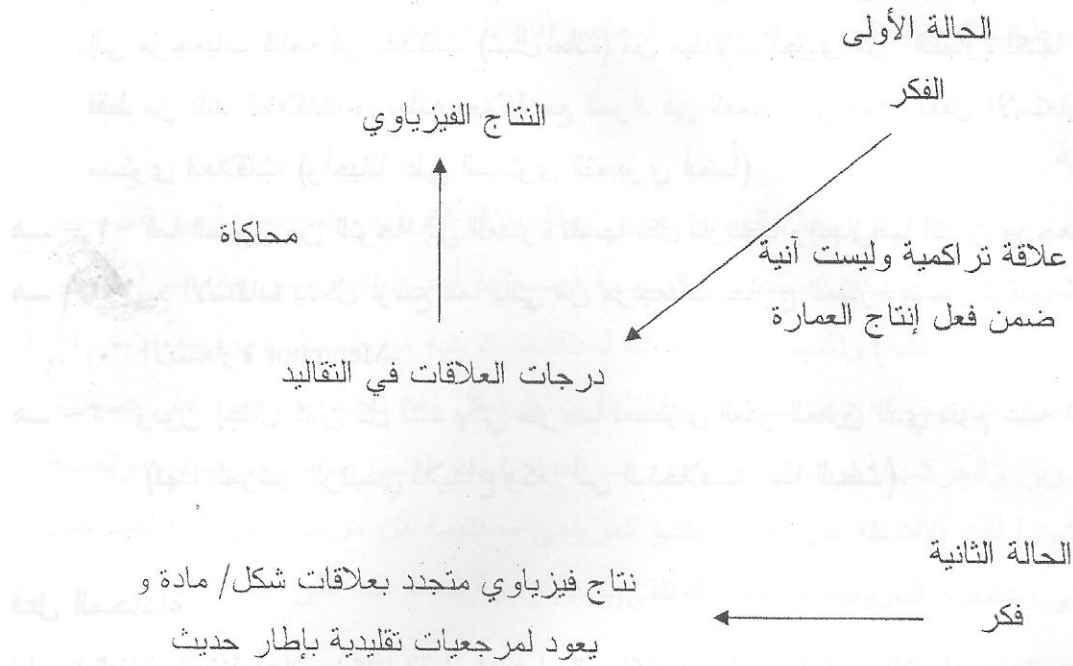 الحالة الأولى
الفكر
النتاج الفيزياوي
محاكاة
علاقة تراكمية وليست آنية
ضمن فعل إنتاج العمارة
درجات العلاقات في التقاليد
الحالة الثانية
فكر
نتاج فيزياوي متجدد بعلاقات شكل/ مادة و
يعود لمرجعيات تقليدية بإطار حديث